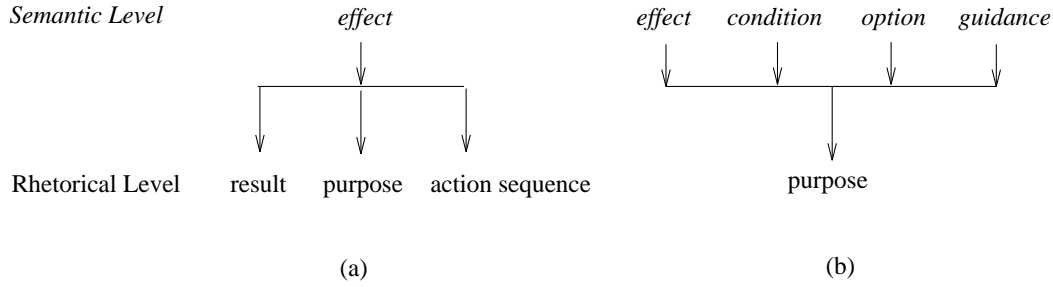 Semantic Level effect effect condition option guidance
Rhetorical Level result purpose action sequence purpose
(a) (b)